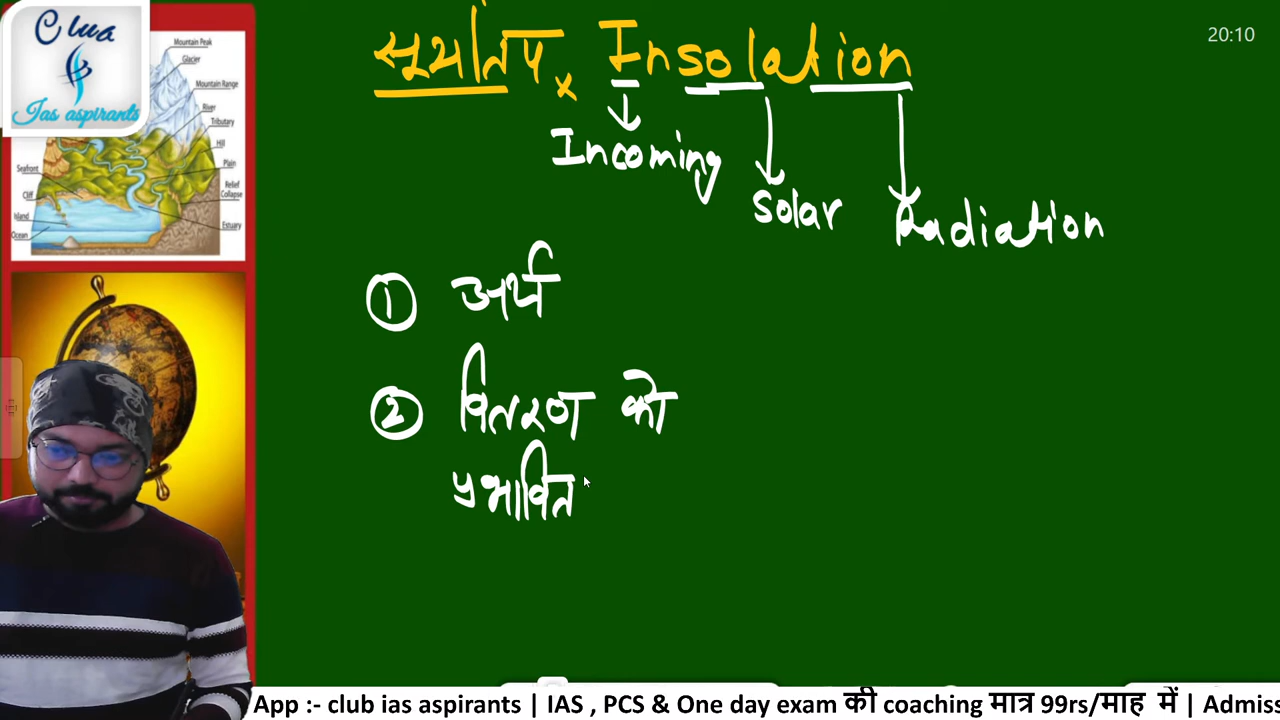 Clua
Ias aspirants
Mountain Peak
Glacier
Mountain Range
River
Tributary
Hill
Plain
Relief
Collapse
Estuary
Seafront
Cliff
Island
Ocean
20:10
सूर्यातप x Insolation
Incoming
Solar
Radiation
① अर्थ
② वितरण को
प्रभावित
App :- club ias aspirants | IAS , PCS & One day exam की coaching मात्र 99rs/माह में | Admiss